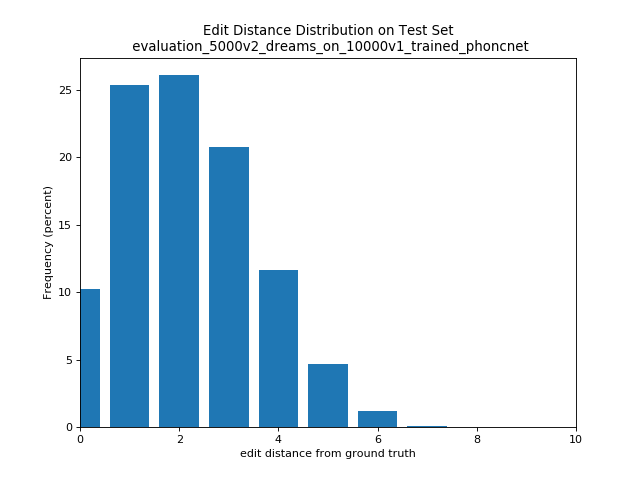 Edit Distance Distribution on Test Set
evaluation_5000v2_dreams_on_10000v1_trained_phoncnet
25
20
15
10
5
0
Frequency (percent)
0 2 4 6 8 10
edit distance from ground truth